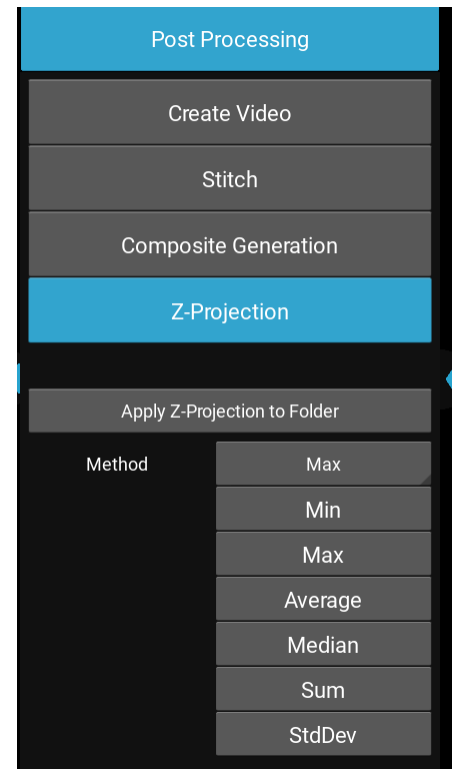 Post Processing
Create Video
Stitch
Composite Generation
Z-Projection
Apply Z-Projection to Folder
Method Max
Min
Max
Average
Median
Sum
StdDev